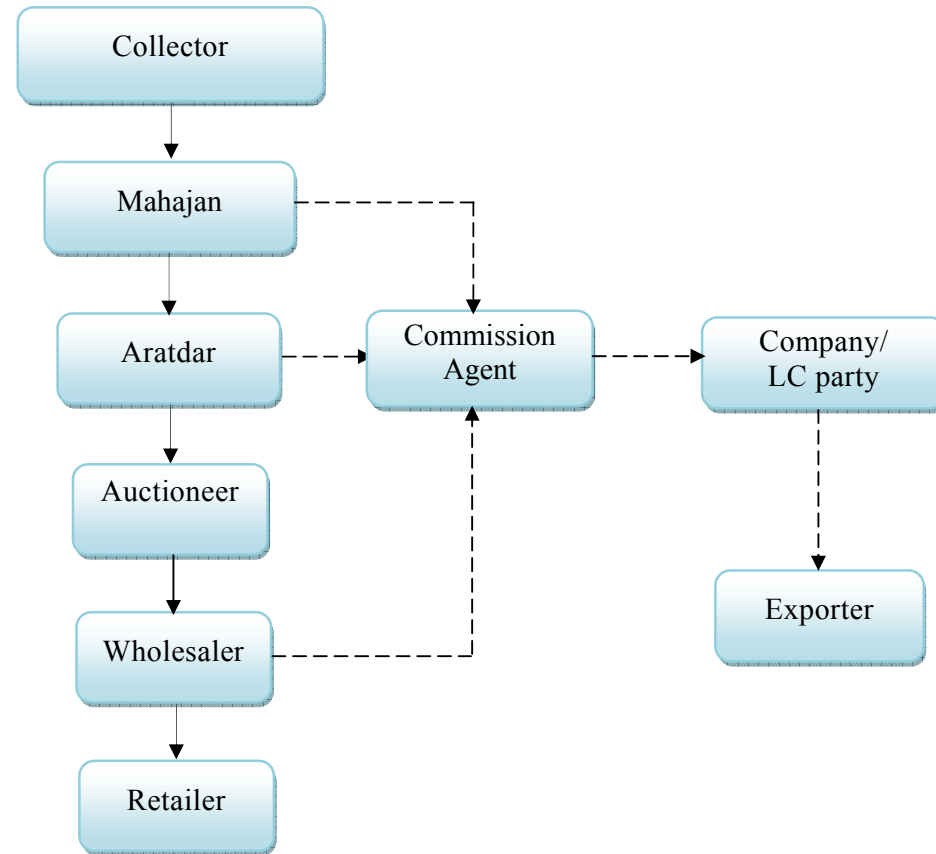 Collector
Mahajan
Aratdar
Commission
Agent
Company/
LC party
Auctioneer
Wholesaler
Exporter
Retailer